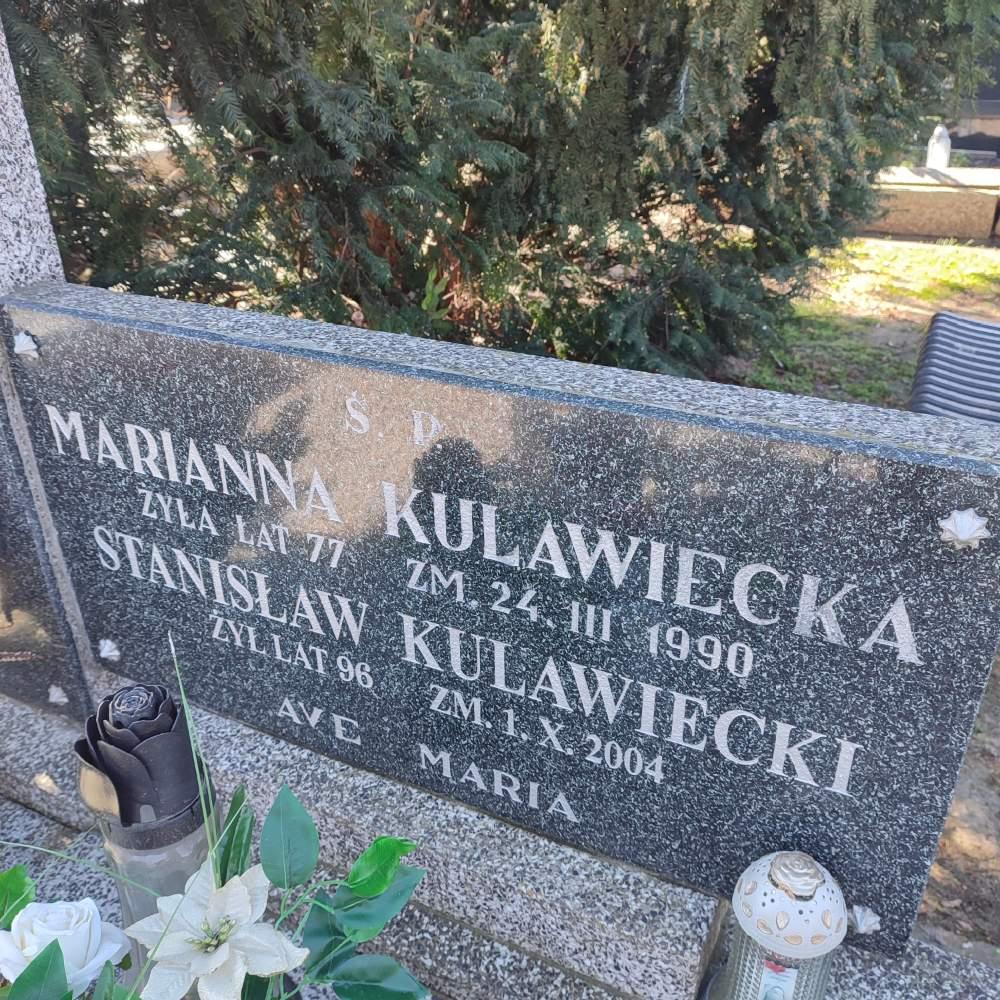 Ś. P.
MARIANNA KULAWIECKA
ŻYŁA LAT 77 ZM. 24. III 1990
STANISŁAW KULAWIECKI
ŻYŁ LAT 96 ZM. 1. X. 2004
AVE MARIA